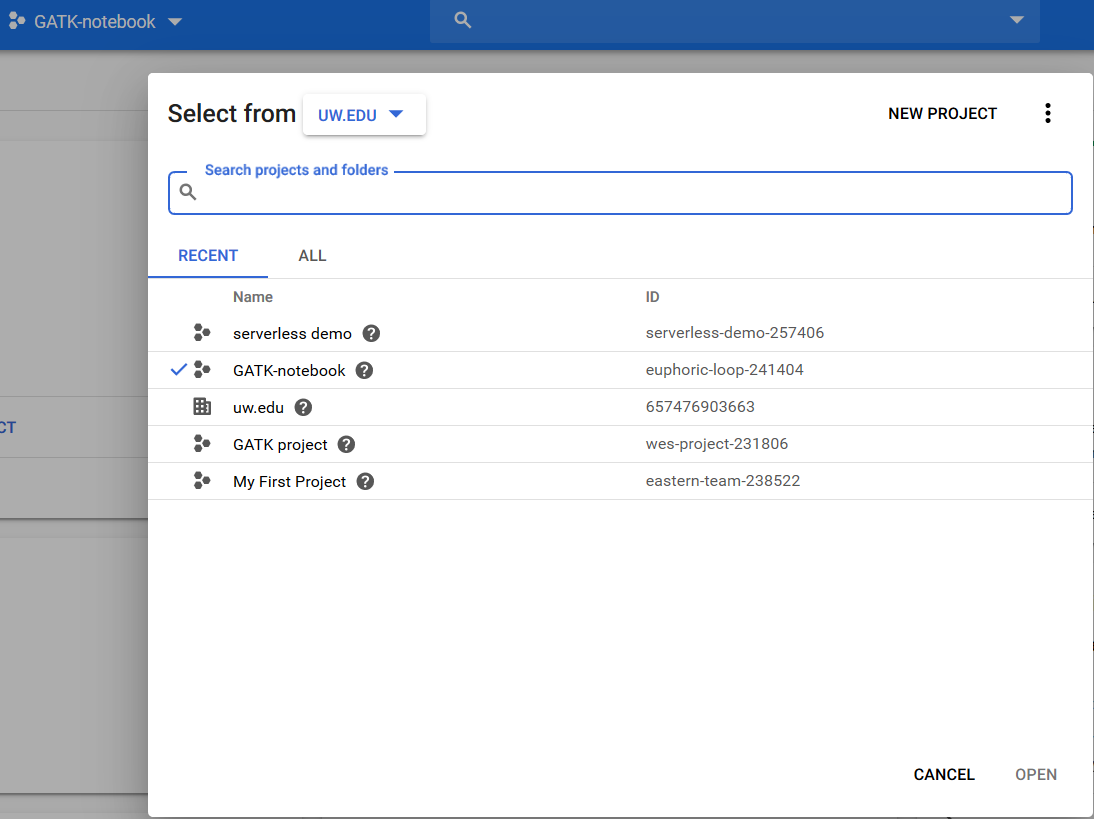 GATK-notebook
Select from UW.EDU NEW PROJECT
Search projects and folders
RECENT ALL
Name ID
serverless demo serverless-demo-257406
GATK-notebook euphoric-loop-241404
uw.edu 657476903663
GATK project wes-project-231806
CT
My First Project eastern-team-238522
CANCEL OPEN